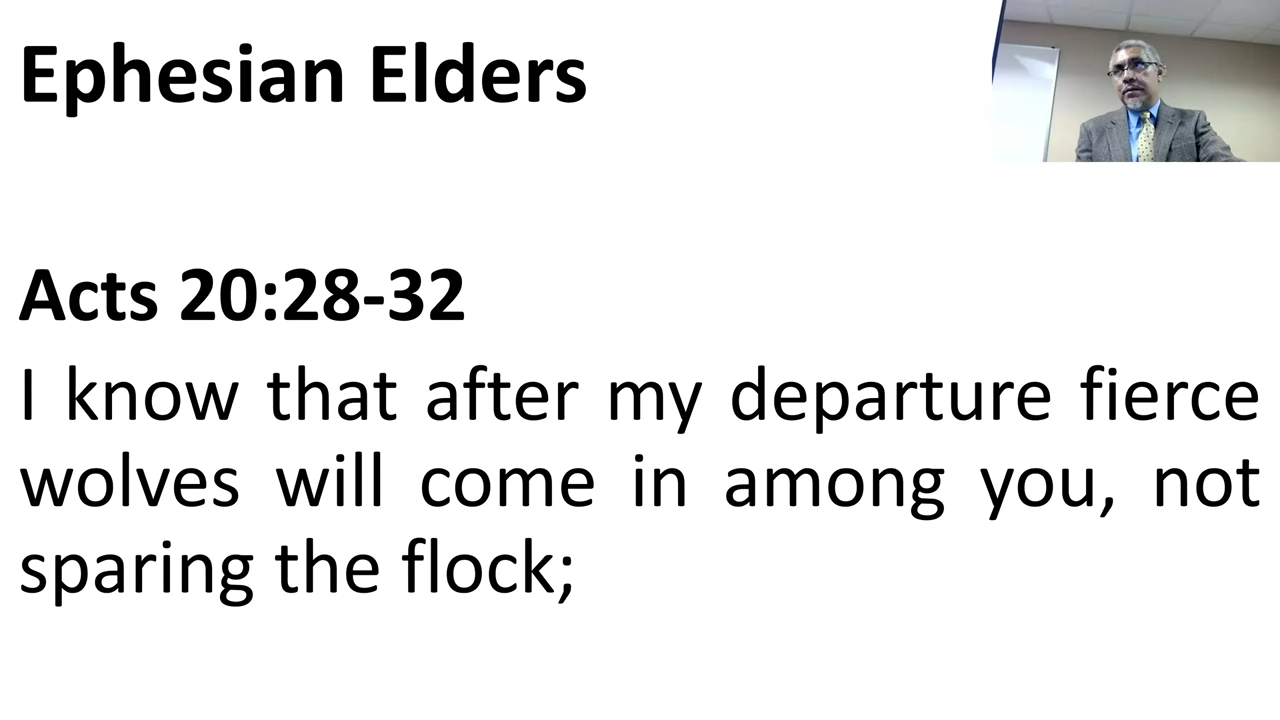 Ephesian Elders
Acts 20:28-32
I know that after my departure fierce
wolves will come in among you, not
sparing the flock;